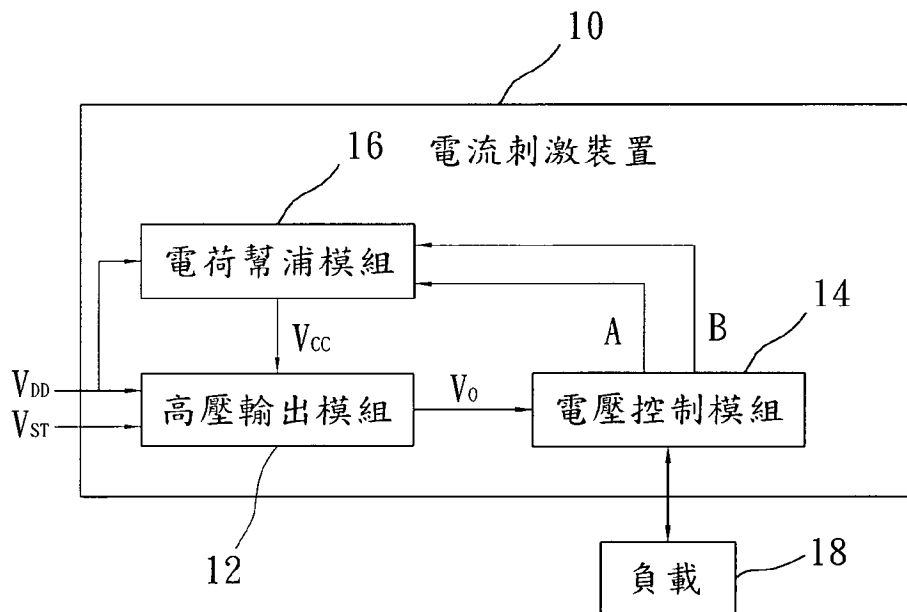 10
電流刺激裝置
16
電荷幫浦模組
14
A
B
VCC
VDD
VST
高壓輸出模組
VO
電壓控制模組
12
負載
18